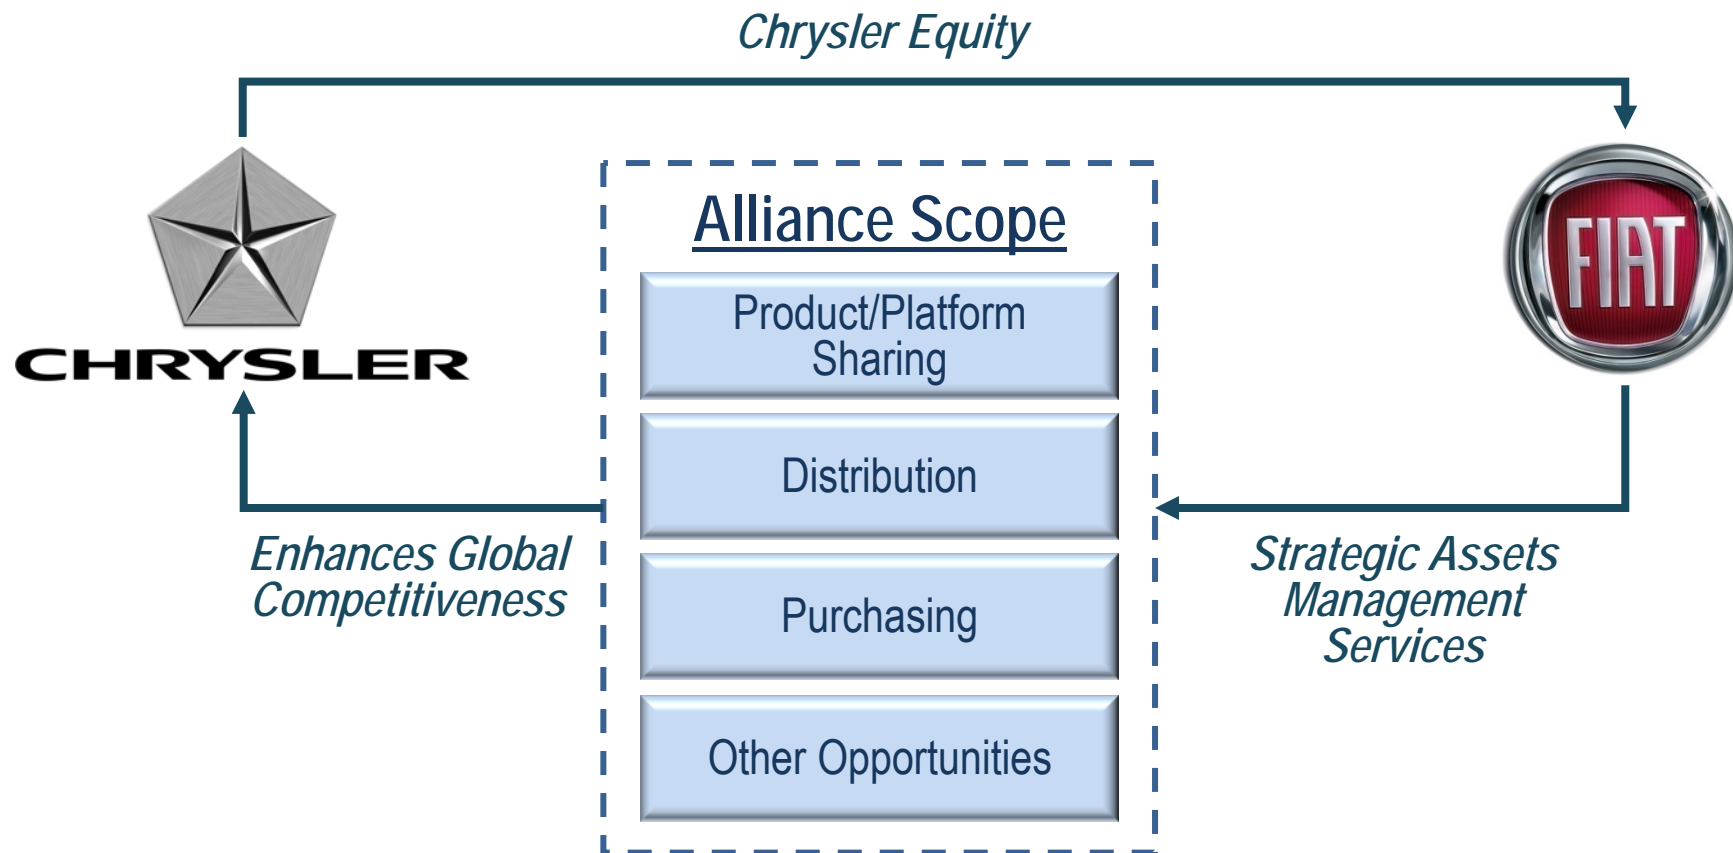 Chrysler Equity
CHRYSLER
FIAT
Alliance Scope
Product/Platform
Sharing
Distribution
Purchasing
Other Opportunities
Enhances Global
Competitiveness
Strategic Assets
Management
Services